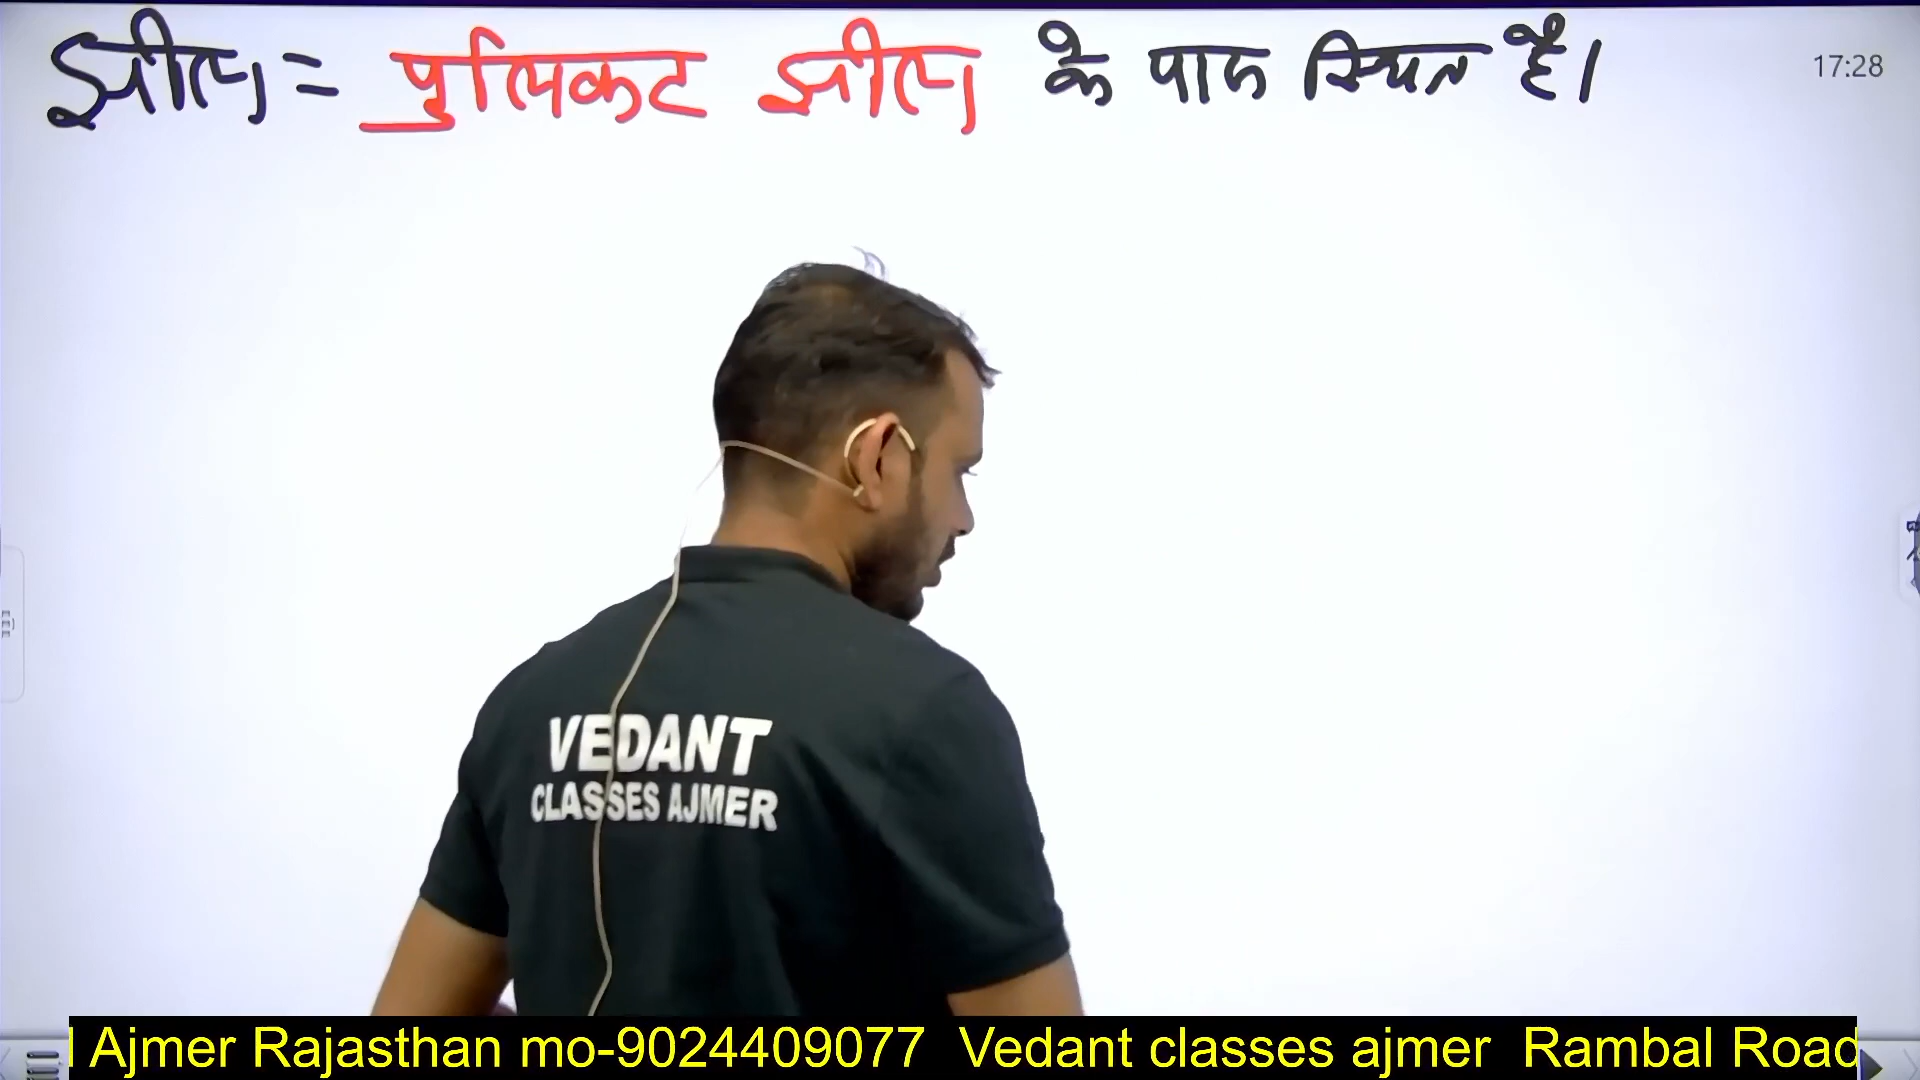 झील = पुलिकट झील के पास स्थित है।
17:28
VEDANT
CLASSES AJMER
Ajmer Rajasthan mo-9024409077 Vedant classes ajmer Rambal Road